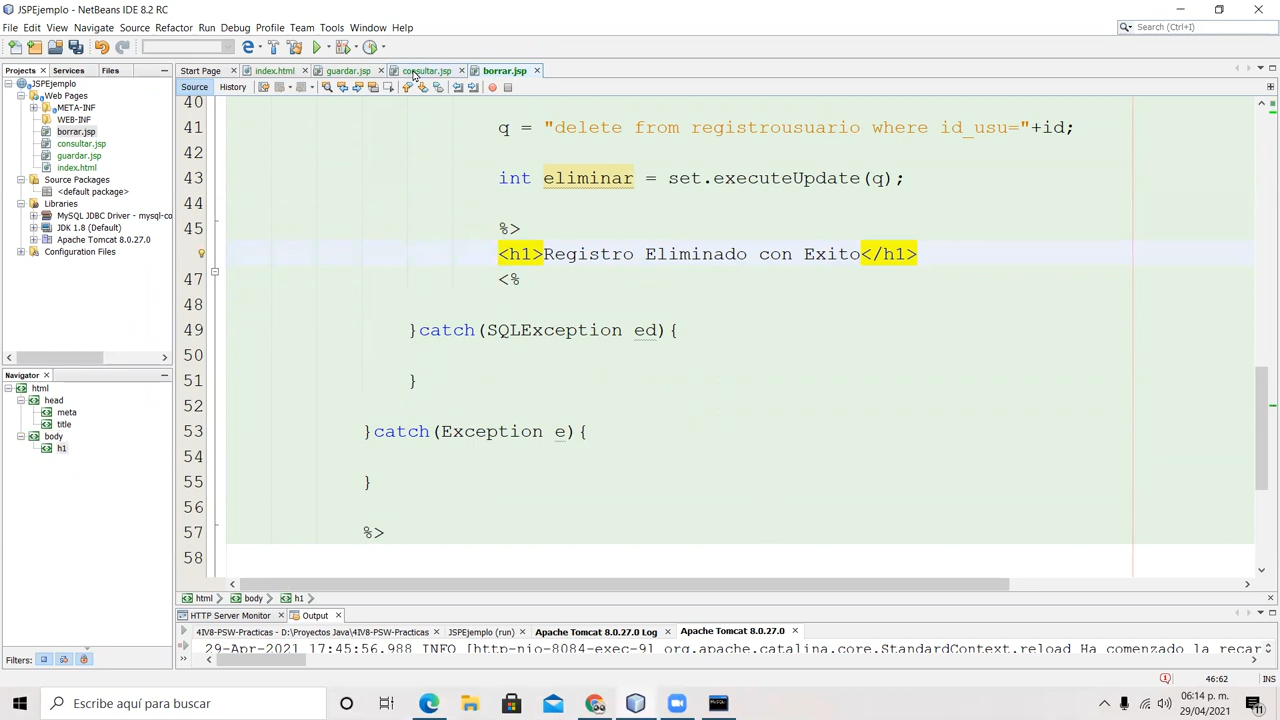 JSPEjemplo - NetBeans IDE 8.2 RC
File Edit View Navigate Source Refactor Run Debug Profile Team Tools Window Help
Search (Ctrl+I)
Projects Services Files
Start Page index.html guardar.jsp consultar.jsp borrar.jsp
Source History
JSPEjemplo
Web Pages
META-INF
WEB-INF
borrar.jsp
consultar.jsp
guardar.jsp
index.html
Source Packages
<default package>
Libraries
MySQL JDBC Driver - mysql-co
JDK 1.8 (Default)
Apache Tomcat 8.0.27.0
Configuration Files
Navigator
html
head
meta
title
body
h1
Filters:
40
41 q = "delete from registrousuario where id_usu="+id;
42
43 int eliminar = set.executeUpdate(q);
44
45 %>
<h1>Registro Eliminado con Exito</h1>
47 <%
48
49 }catch(SQLException ed){
50
51 }
52
53 }catch(Exception e){
54
55 }
56
57 %>
58
html body h1
HTTP Server Monitor Output
4IV8-PSW-Practicas - D:\Proyectos Java\4IV8-PSW-Practicas JSPEjemplo (run) Apache Tomcat 8.0.27.0 Log Apache Tomcat 8.0.27.0
29-Apr-2021 17:45:56.988 INFO [http-nio-8084-exec-9] org.apache.catalina.core.StandardContext.reload Ha comenzado la recar
46:62 INS
Escribe aquí para buscar
06:14 p. m.
29/04/2021
11